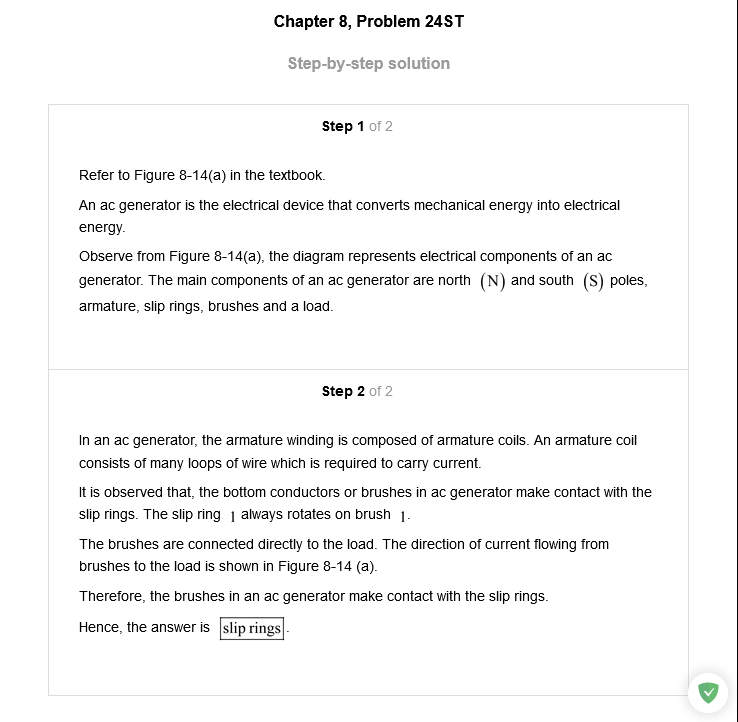 Chapter 8, Problem 24ST
Step-by-step solution
Step 1 of 2
Refer to Figure 8-14(a) in the textbook.
An ac generator is the electrical device that converts mechanical energy into electrical
energy.
Observe from Figure 8-14(a), the diagram represents electrical components of an ac
generator. The main components of an ac generator are north (N) and south (S) poles,
armature, slip rings, brushes and a load.
Step 2 of 2
In an ac generator, the armature winding is composed of armature coils. An armature coil
consists of many loops of wire which is required to carry current.
It is observed that, the bottom conductors or brushes in ac generator make contact with the
slip rings. The slip ring 1 always rotates on brush 1.
The brushes are connected directly to the load. The direction of current flowing from
brushes to the load is shown in Figure 8-14 (a).
Therefore, the brushes in an ac generator make contact with the slip rings.
Hence, the answer is slip rings.